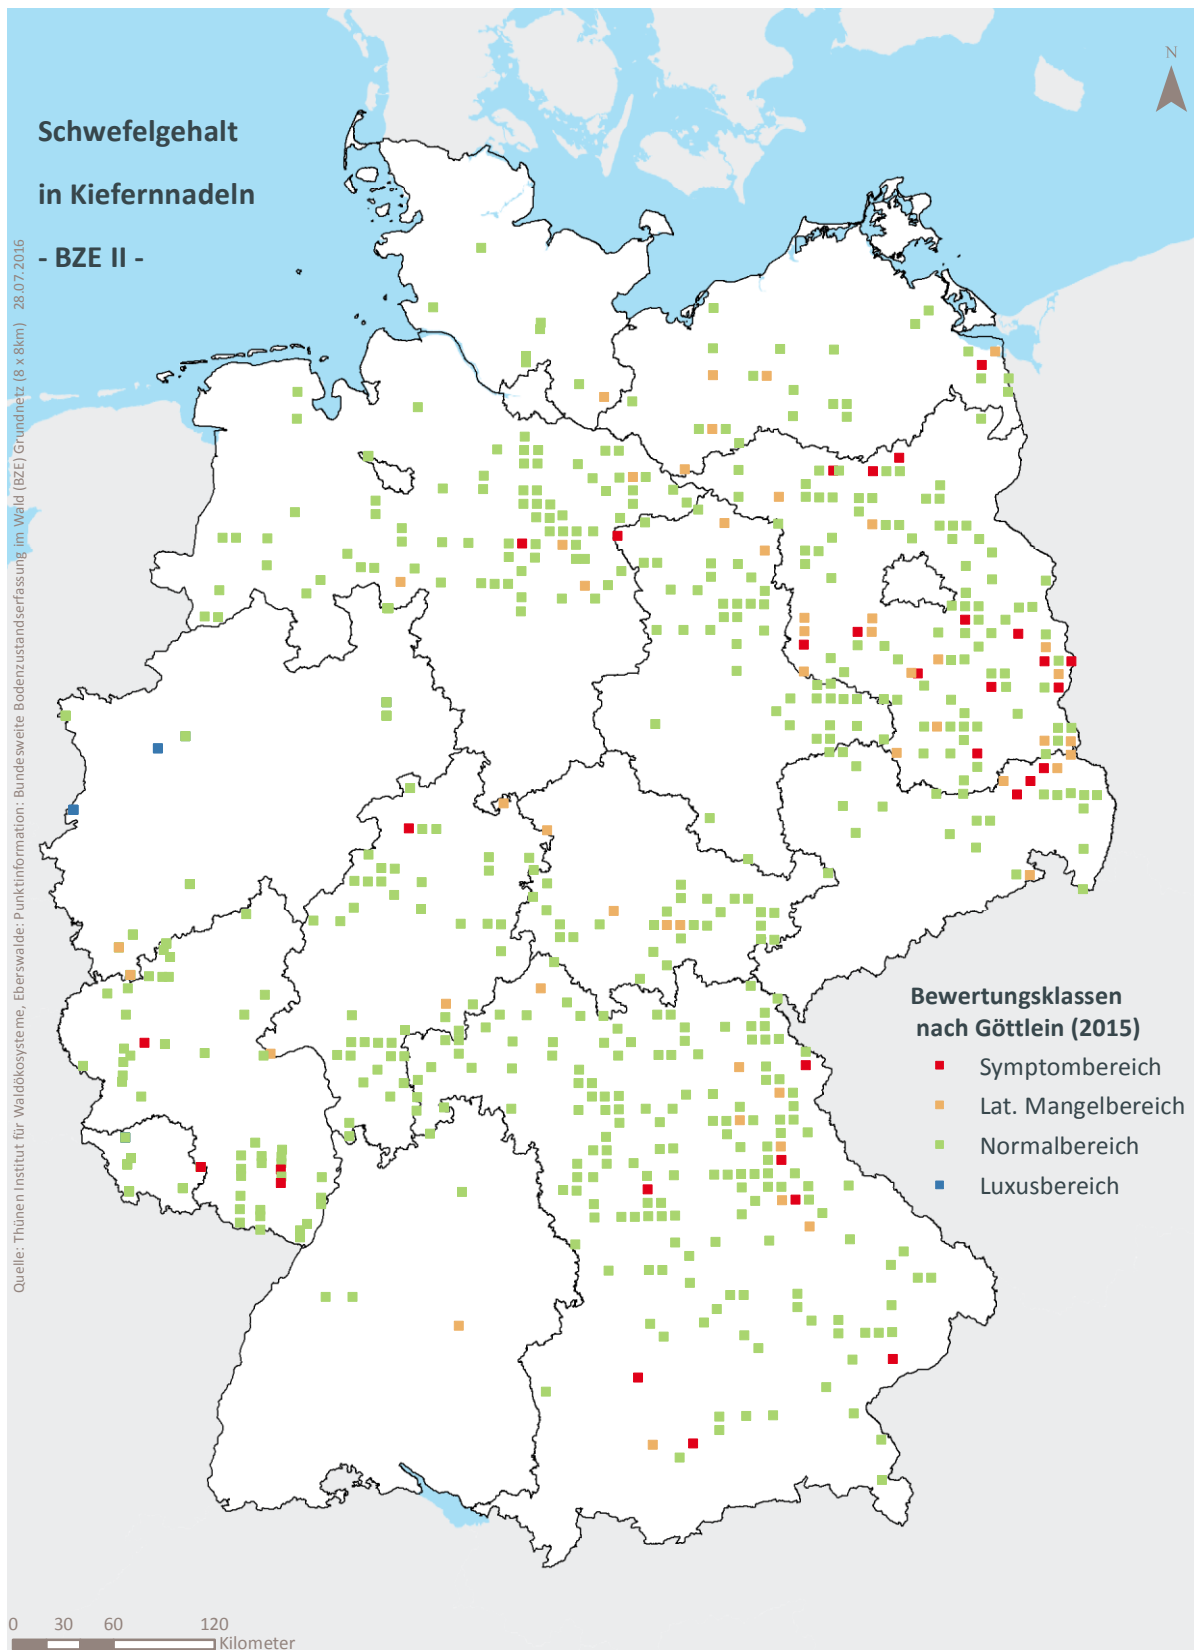 N
Schwefelgehalt
in Kiefernnadeln
- BZE II -
Quelle: Thünen Institut für Waldökosysteme, Eberswalde: Punktinformation: Bundesweite Bodenzustandserfassung im Wald (BZE) Grundnetz (8 x 8km) 28.07.2016
Bewertungsklassen
nach Göttlein (2015)
Symptombereich
Lat. Mangelbereich
Normalbereich
Luxusbereich
0 30 60 120
Kilometer